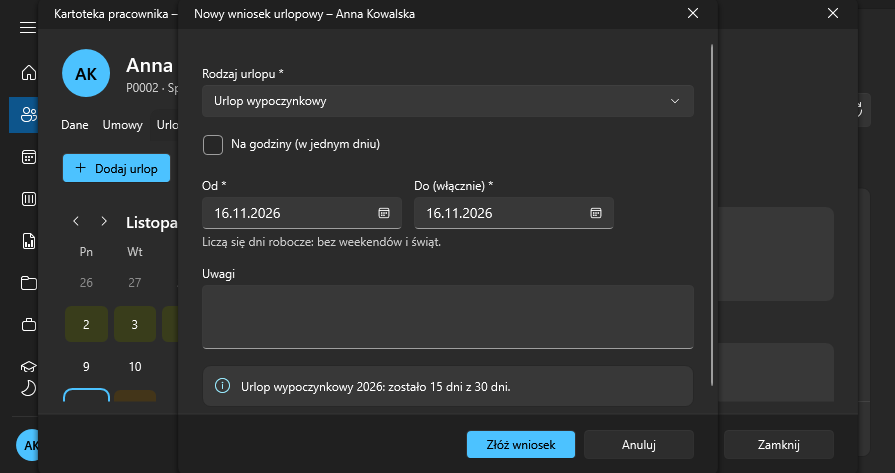 Kartoteka pracownika –
Nowy wniosek urlopowy – Anna Kowalska
AK
Anna
P0002 · Sp
Dane Umowy Urlo
+ Dodaj urlop
Listopa
Pn Wt
26 27
2 3
9 10
AK
Rodzaj urlopu *
Urlop wypoczynkowy
Na godziny (w jednym dniu)
Od * Do (włącznie) *
16.11.2026 16.11.2026
Liczą się dni robocze: bez weekendów i świąt.
Uwagi
Urlop wypoczynkowy 2026: zostało 15 dni z 30 dni.
Złóż wniosek Anuluj Zamknij